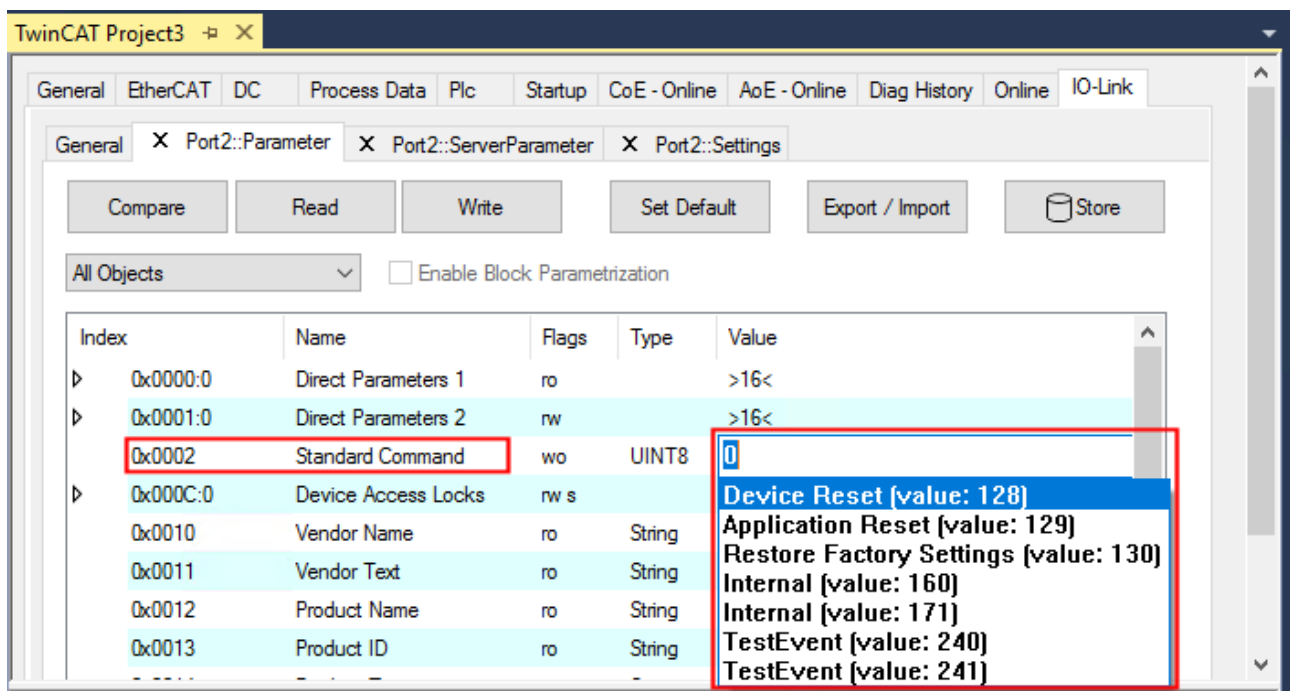 TwinCAT Project3
General EtherCAT DC Process Data Plc Startup CoE - Online AoE - Online Diag History Online IO-Link
General X Port2::Parameter X Port2::ServerParameter X Port2::Settings
Compare Read Write Set Default Export / Import Store
All Objects Enable Block Parametrization
Index Name Flags Type Value
0x0000:0 Direct Parameters 1 ro >16<
0x0001:0 Direct Parameters 2 rw >16<
0x0002 Standard Command wo UINT8 0
0x000C:0 Device Access Locks rw s
Device Reset (value: 128)
Application Reset (value: 129)
0x0010 Vendor Name ro String
Restore Factory Settings (value: 130)
0x0011 Vendor Text ro String
Internal (value: 160)
0x0012 Product Name ro String
Internal (value: 171)
TestEvent (value: 240)
0x0013 Product ID ro String
TestEvent (value: 241)